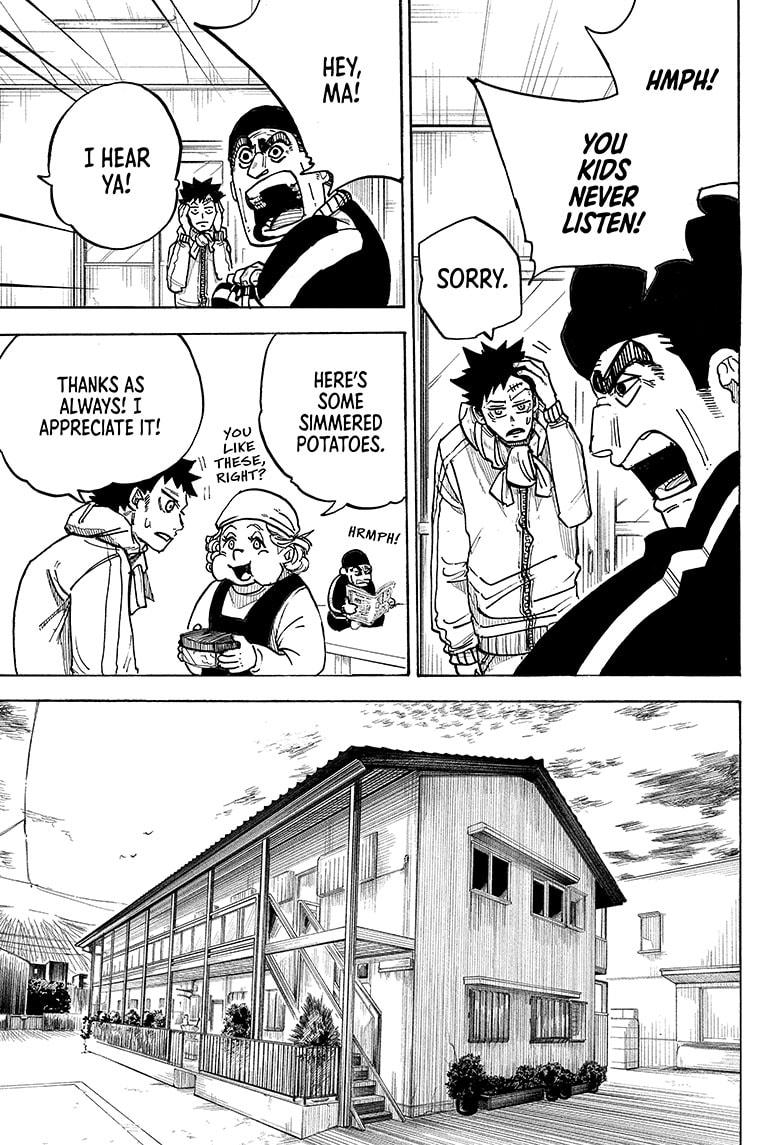 HMPH!
YOU
KIDS
NEVER
LISTEN!
SORRY.
HEY,
MA!
I HEAR
YA!
HERE'S
SOME
SIMMERED
POTATOES.
YOU
LIKE
THESE,
RIGHT?
HRMPH!
THANKS AS
ALWAYS! I
APPRECIATE IT!